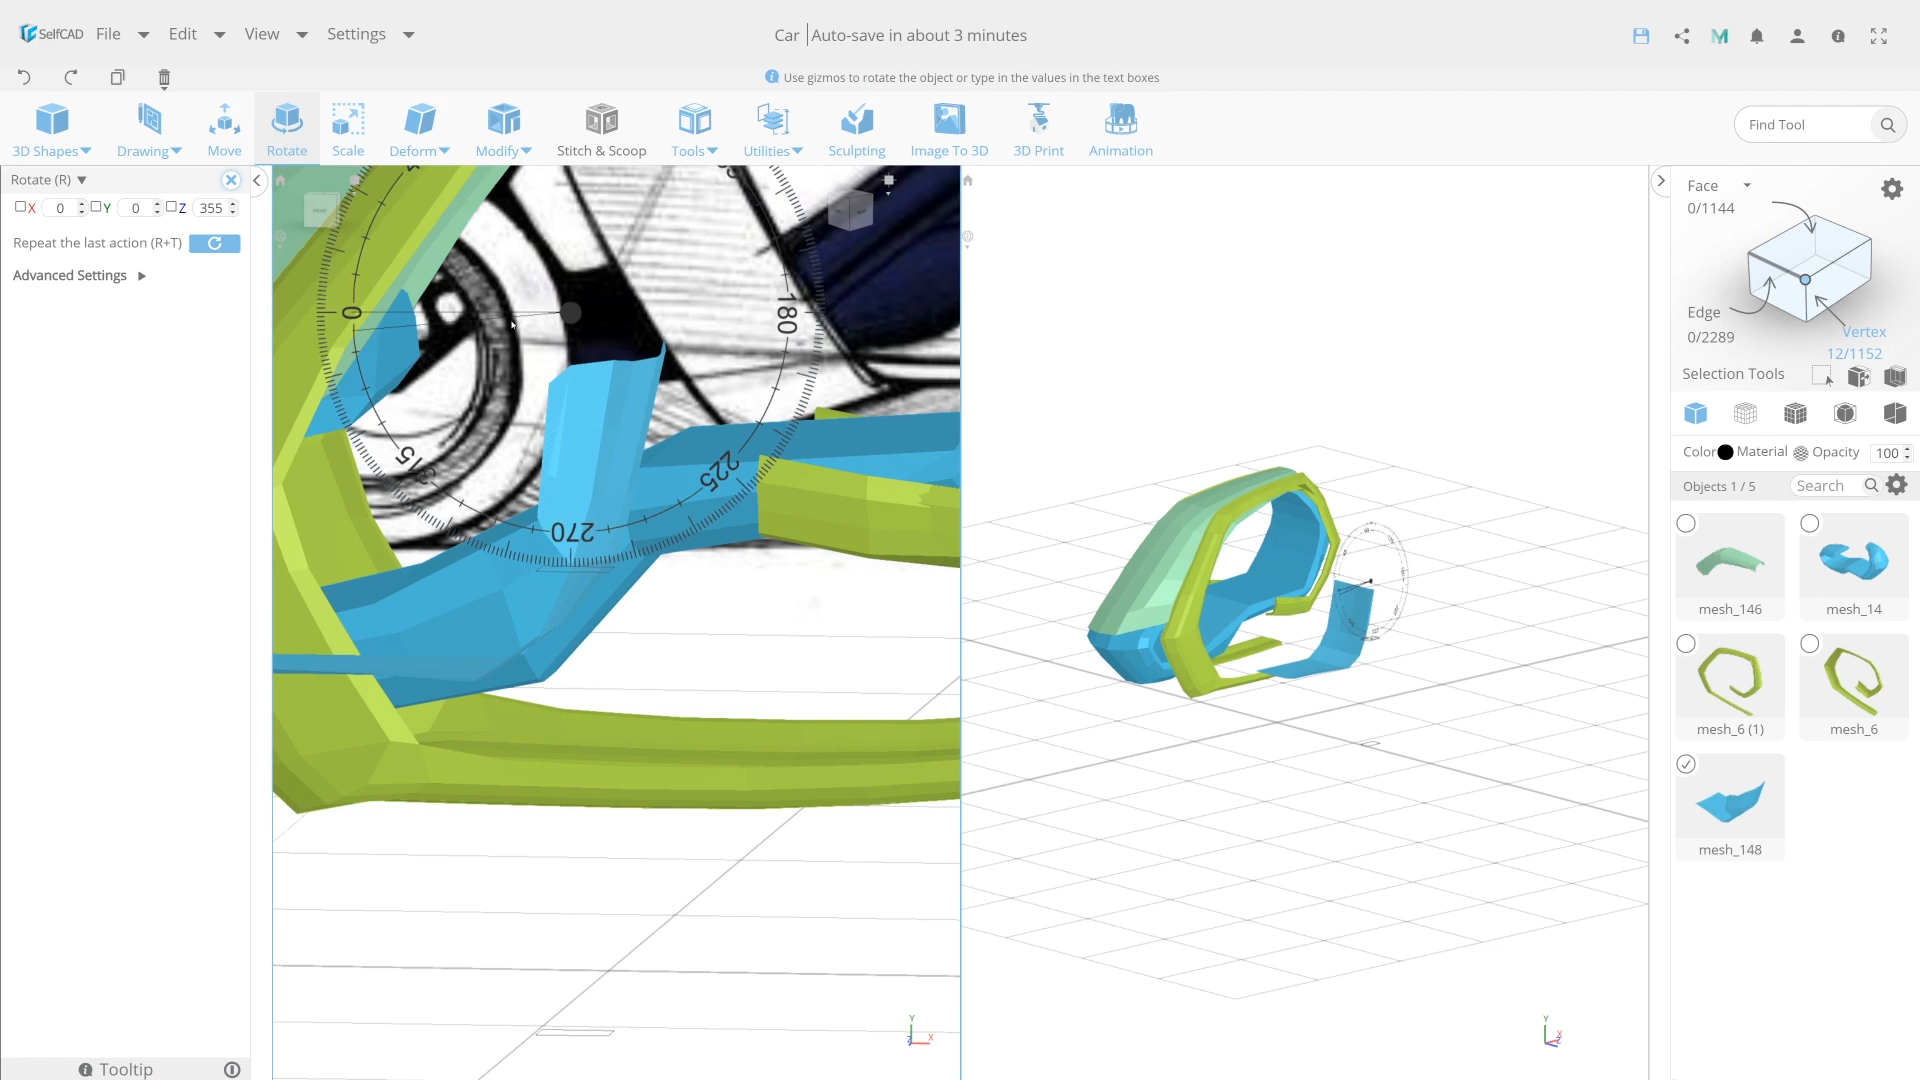 SelfCAD File Edit View Settings
Car Auto-save in about 3 minutes
Use gizmos to rotate the object or type in the values in the text boxes
3D Shapes Drawing Move Rotate Scale Deform Modify Stitch & Scoop Tools Utilities Sculpting Image To 3D 3D Print Animation
Find Tool
Rotate (R)
X 0 Y 0 Z 355
Repeat the last action (R+T)
Advanced Settings
0
180
315
225
270
Y
X
Z
Y
X
Z
Face
0/1144
Edge
0/2289
Vertex
12/1152
Selection Tools
Color Material Opacity 100
Objects 1 / 5 Search
mesh_146 mesh_14
mesh_6 (1) mesh_6
mesh_148
Tooltip